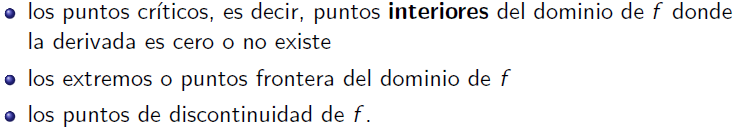 los puntos críticos, es decir, puntos interiores del dominio de f donde
la derivada es cero o no existe
los extremos o puntos frontera del dominio de f
los puntos de discontinuidad de f.